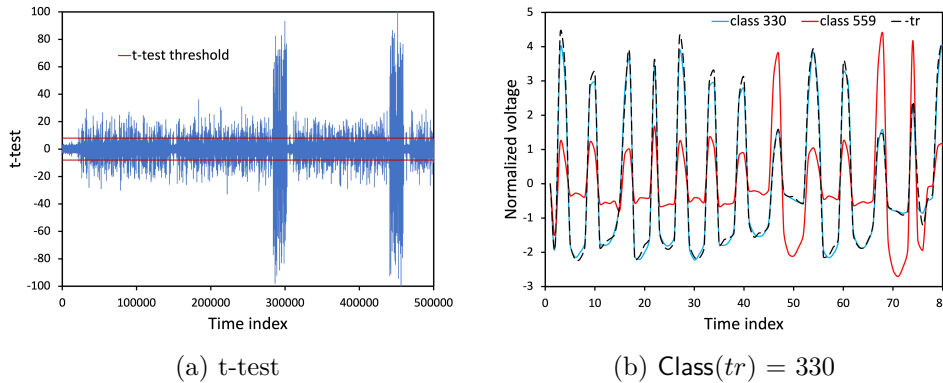 100
80
60
40
20
0
-20
-40
-60
-80
-100
t-test
t-test threshold
0 100000 200000 300000 400000 500000
Time index
(a) t-test
class 330 class 559 -tr
5
4
3
2
1
0
-1
-2
-3
Normalized voltage
0 10 20 30 40 50 60 70 80
Time index
(b) Class(tr) = 330